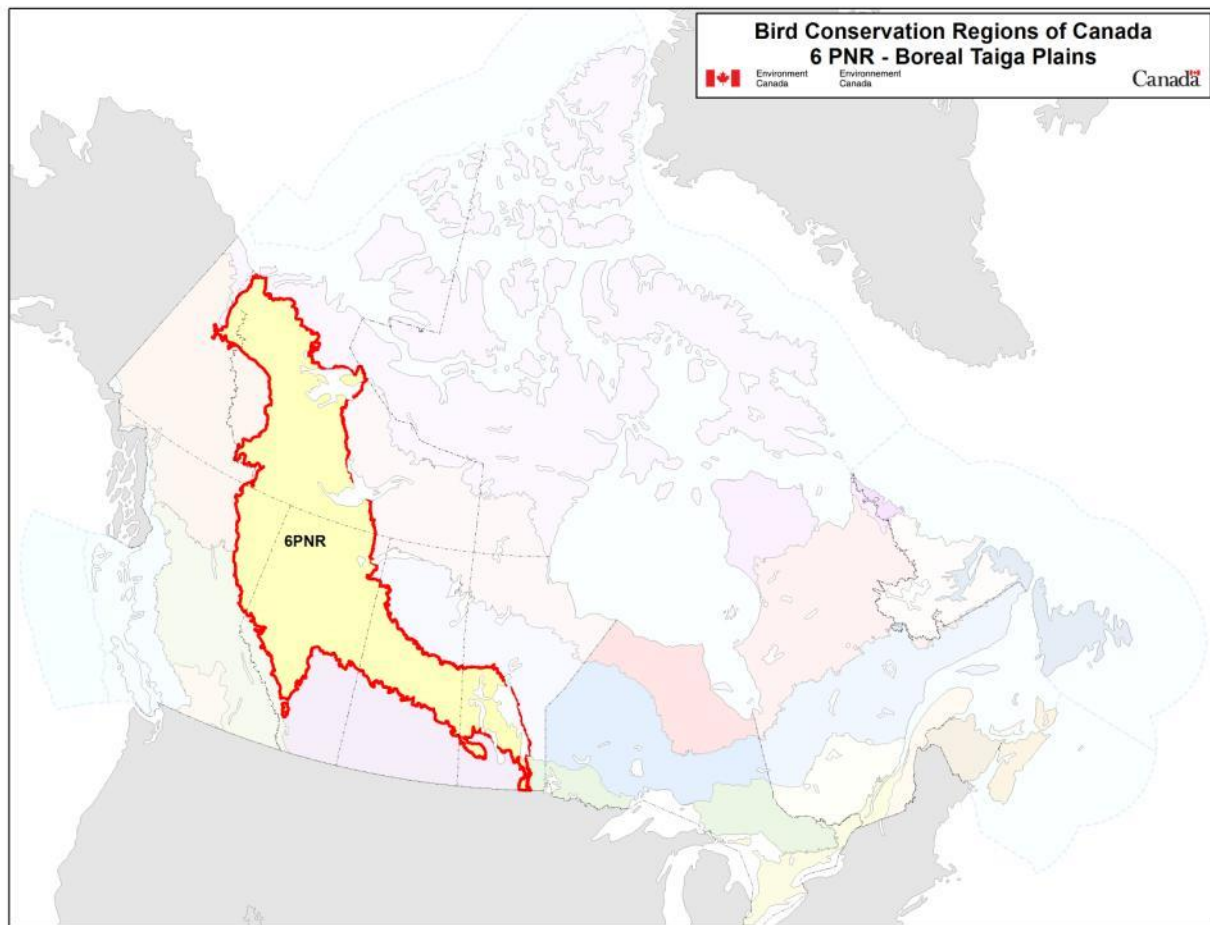 Bird Conservation Regions of Canada
6 PNR - Boreal Taiga Plains
Environment Canada
Environnement Canada
Canada
6PNR